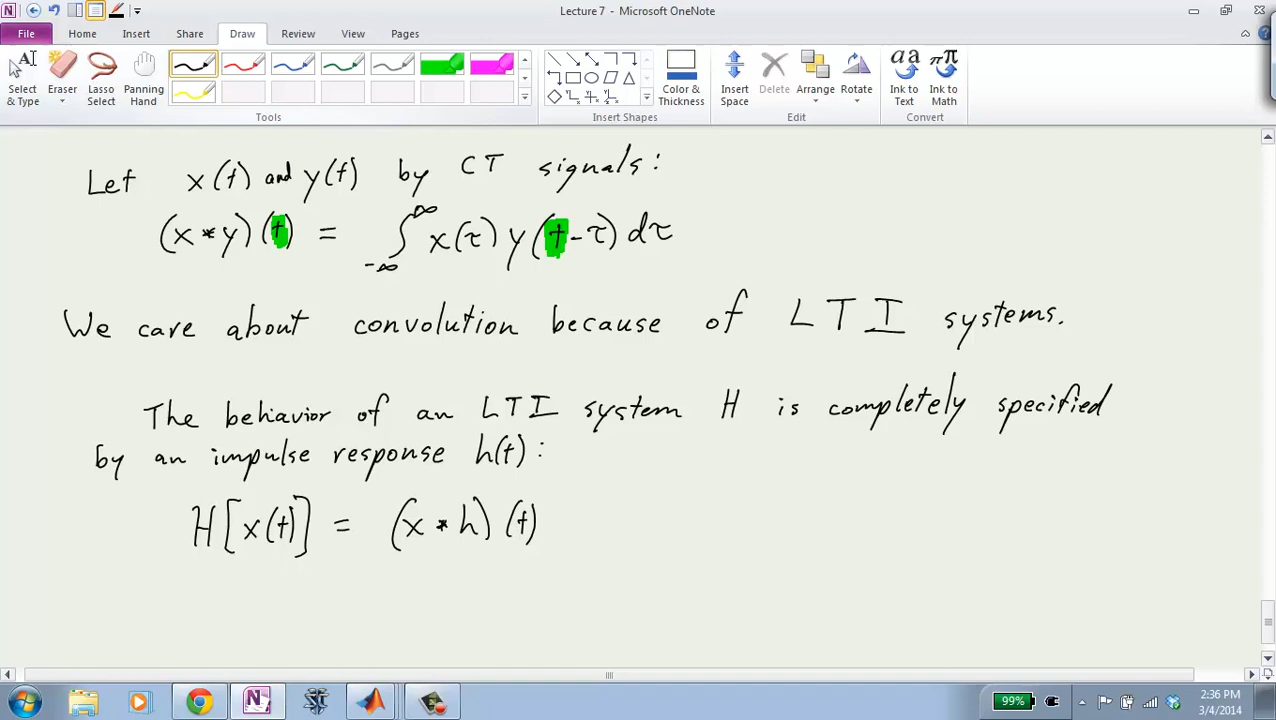 Lecture 7 - Microsoft OneNote
File Home Insert Share Draw Review View Pages
Select & Type
Eraser
Lasso Select
Panning Hand
Color & Thickness
Insert Space
Delete
Arrange
Rotate
Ink to Text
Ink to Math
Tools Insert Shapes Edit Convert
Let x(t) and y(t) by CT signals:
(x*y)(t) = ∫_{-∞}^{∞} x(τ) y(t-τ) dτ
We care about convolution because of LTI systems.
The behavior of an LTI system H is completely specified
by an impulse response h(t):
H[x(t)] = (x*h)(t)
99%
2:36 PM
3/4/2014